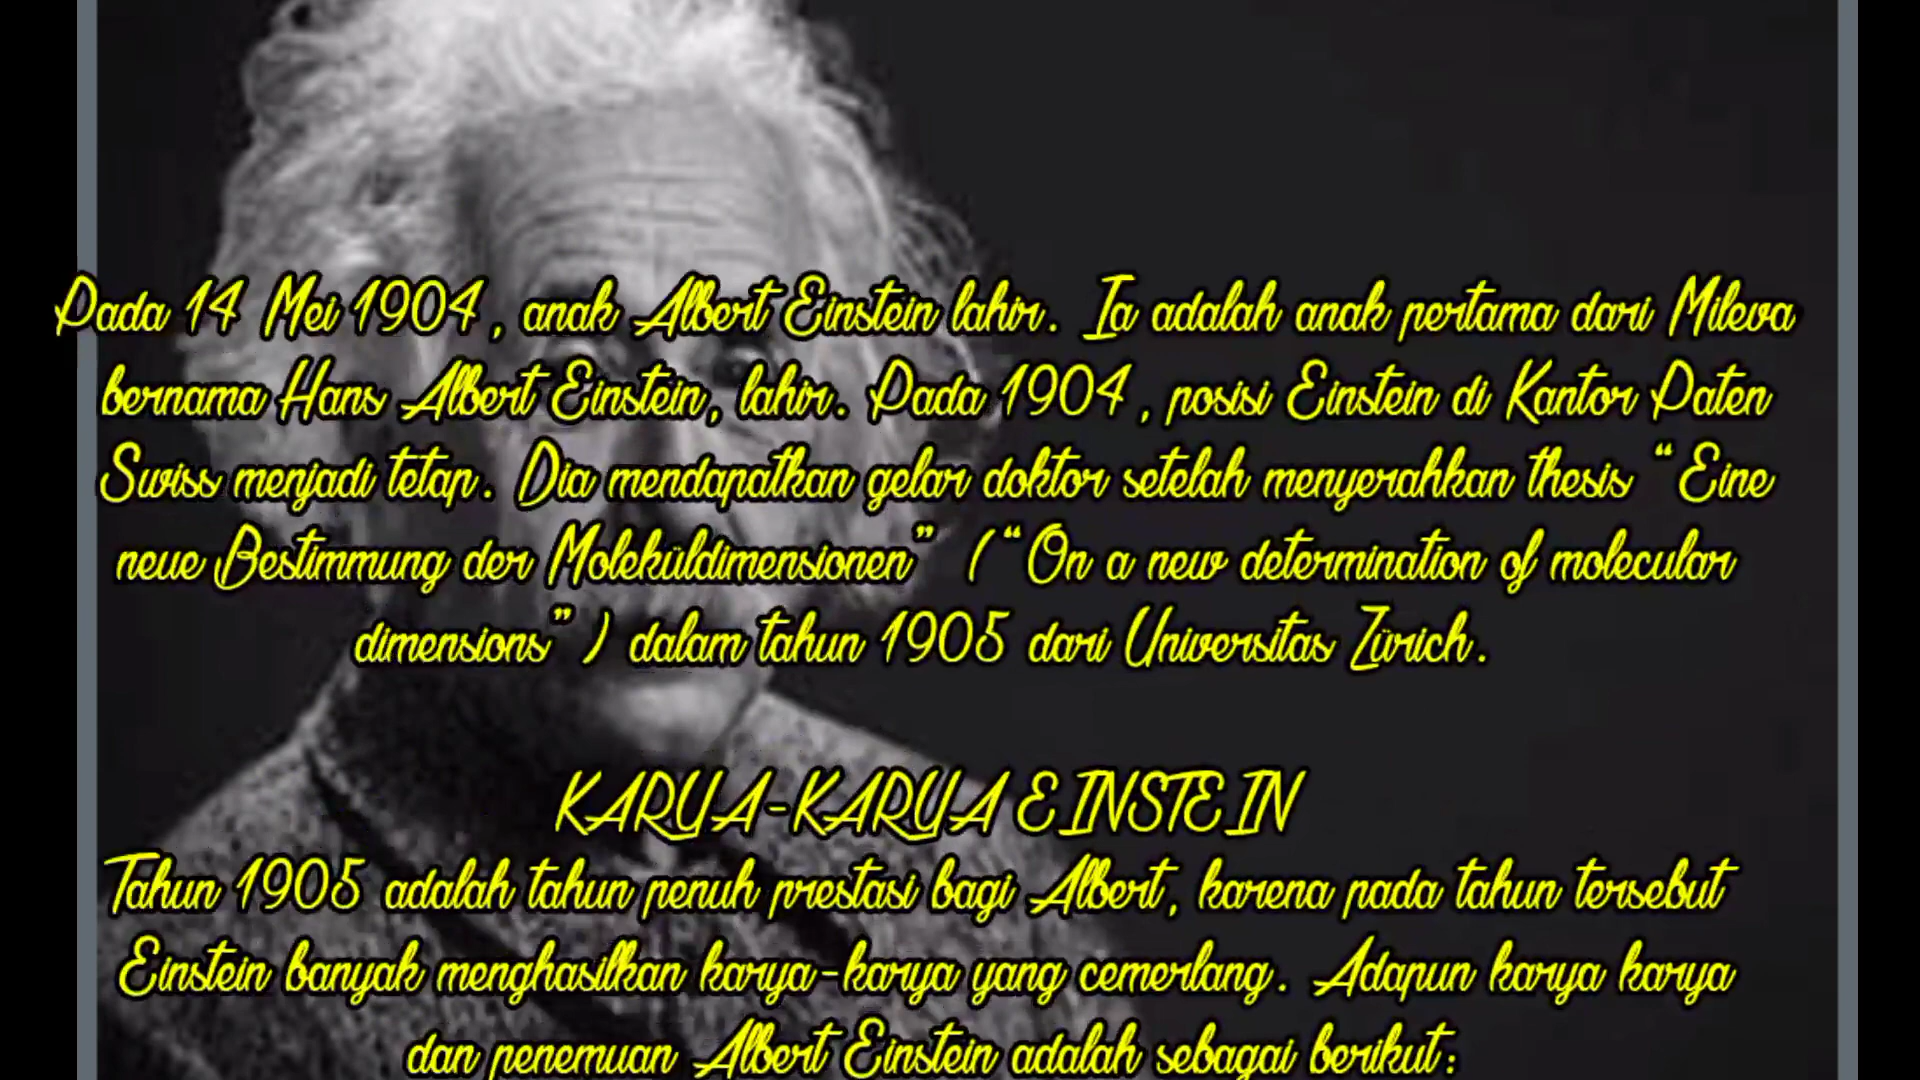 Pada 14 Mei 1904, anak Albert Einstein lahir. Ia adalah anak pertama dari Mileva
bernama Hans Albert Einstein, lahir. Pada 1904, posisi Einstein di Kantor Paten
Swiss menjadi tetap. Dia mendapatkan gelar doktor setelah menyerahkan thesis “Eine
neue Bestimmung der Moleküldimensionen” (“On a new determination of molecular
dimensions”) dalam tahun 1905 dari Universitas Zürich.
KARYA-KARYA EINSTEIN
Tahun 1905 adalah tahun penuh prestasi bagi Albert, karena pada tahun tersebut
Einstein banyak menghasilkan karya-karya yang cemerlang. Adapun karya karya
dan penemuan Albert Einstein adalah sebagai berikut: